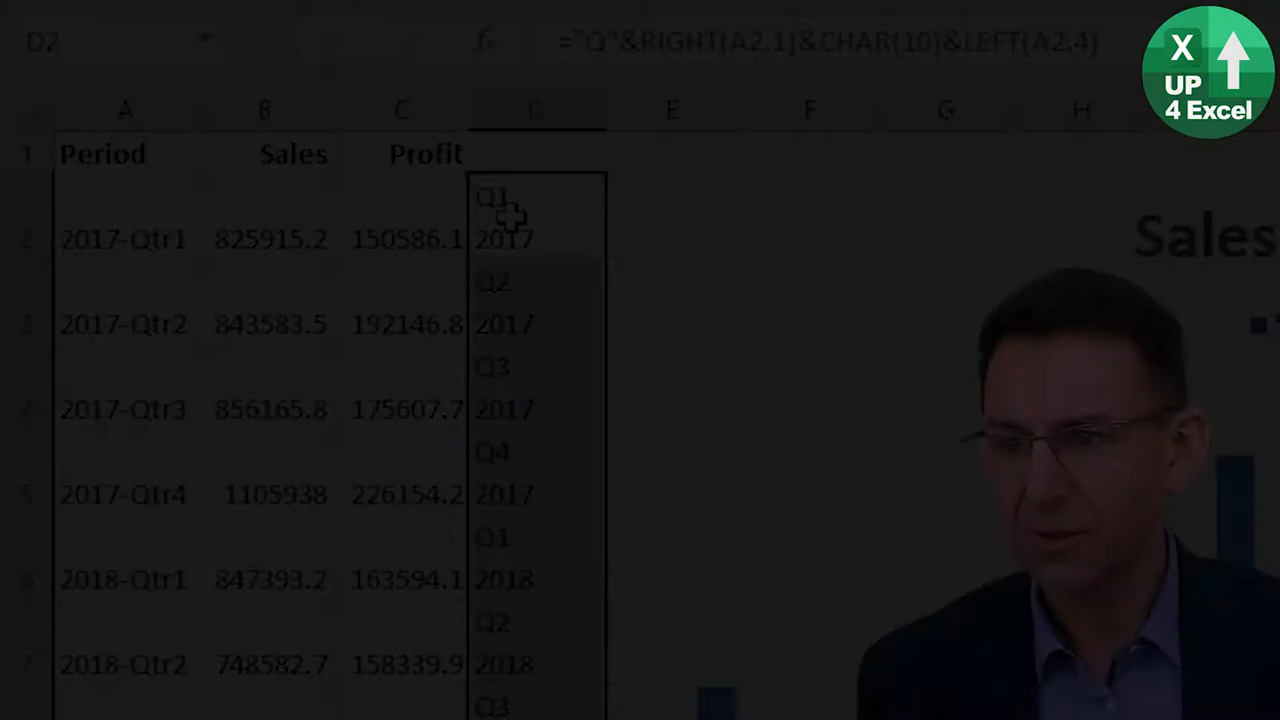 D2 fx ="Q"&RIGHT(A2,1)&CHAR(10)&LEFT(A2,4)
X
UP
4 Excel
A B C D E F G H
1 Period Sales Profit
Q1
2 2017-Qtr1 825915.2 150586.1 2017
Sales
Q2
3 2017-Qtr2 843583.5 192146.8 2017
Q3
4 2017-Qtr3 856165.8 175607.7 2017
Q4
5 2017-Qtr4 1105938 226154.2 2017
Q1
6 2018-Qtr1 847393.2 163594.1 2018
Q2
7 2018-Qtr2 748582.7 158339.9 2018
Q3